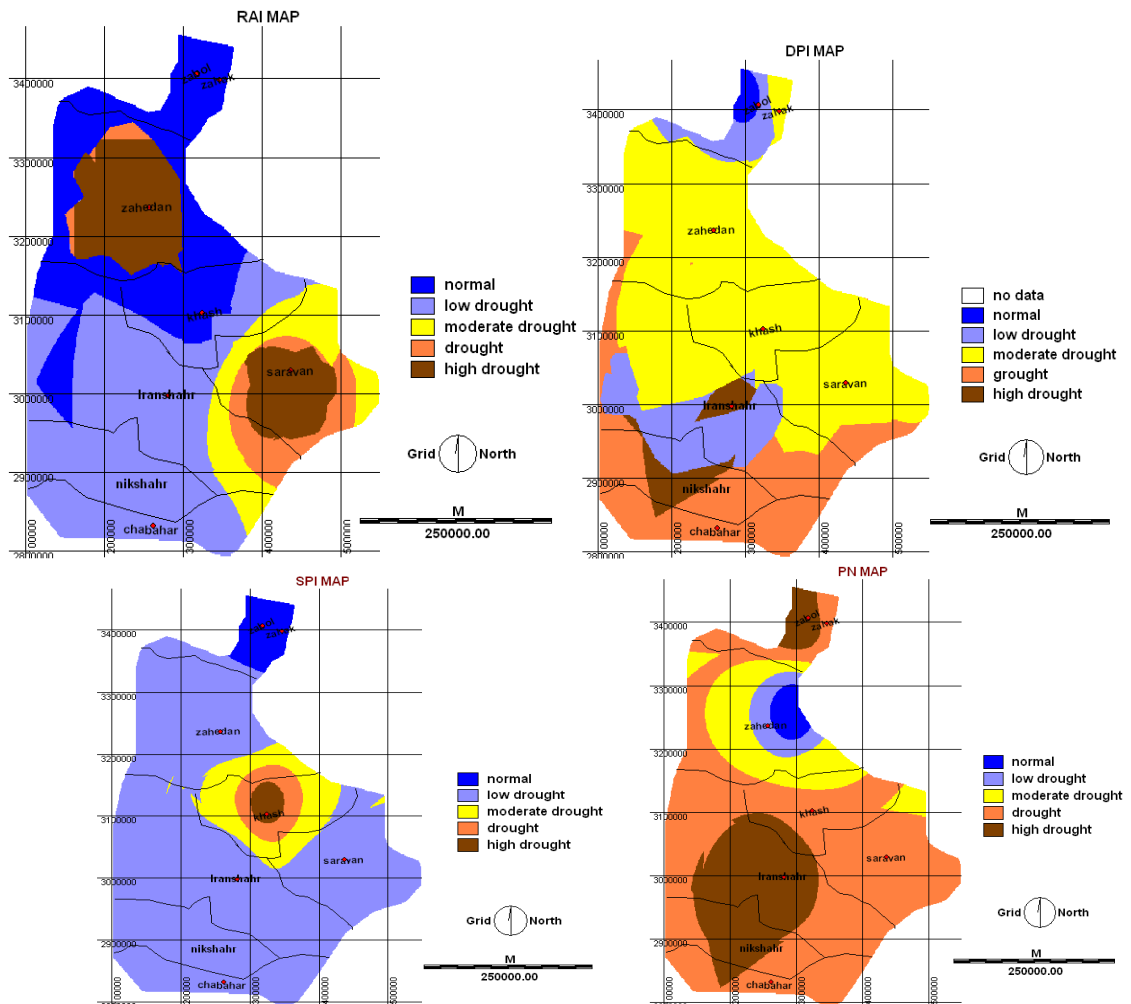 RAI MAP
3400000
3300000
3200000
3100000
3000000
2900000
200000
300000
400000
500000
zabol
zahak
zahedan
khash
saravan
Iranshahr
nikshahr
chabahar
normal
low drought
moderate drought
drought
high drought
Grid North
M
250000.00
DPI MAP
3400000
3300000
3200000
3100000
3000000
2900000
200000
300000
400000
500000
zabol
zahak
zahedan
khash
saravan
Iranshahr
nikshahr
chabahar
no data
normal
low drought
moderate drought
grought
high drought
Grid North
M
250000.00
SPI MAP
3400000
3300000
3200000
3100000
3000000
2900000
200000
300000
400000
500000
zabol
zahak
zahedan
khash
saravan
Iranshahr
nikshahr
chabahar
normal
low drought
moderate drought
drought
high drought
Grid North
M
250000.00
PN MAP
3400000
3300000
3200000
3100000
3000000
2900000
200000
300000
400000
500000
zabol
zahak
zahedan
khash
saravan
Iranshahr
nikshahr
chabahar
normal
low drought
moderate drought
drought
high drought
Grid North
M
250000.00